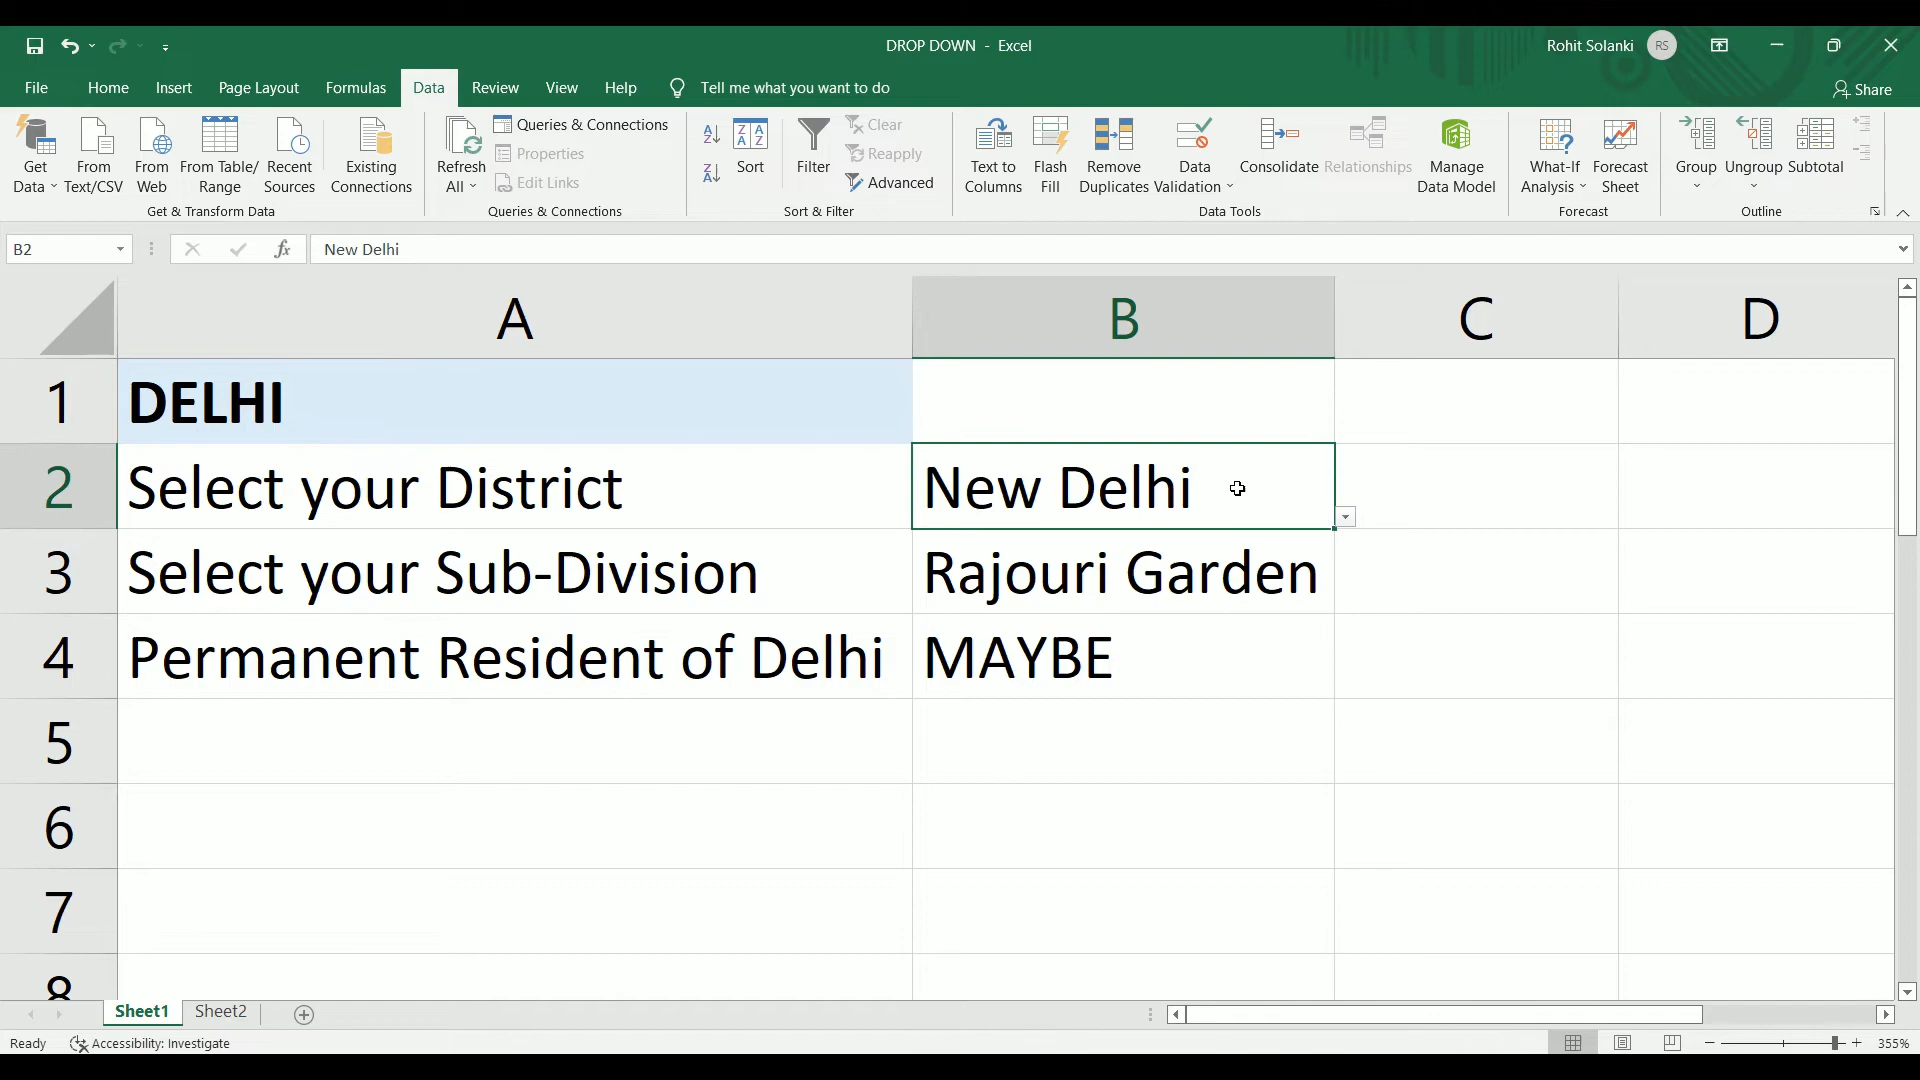 DROP DOWN - Excel
Rohit Solanki RS
File Home Insert Page Layout Formulas Data Review View Help Tell me what you want to do Share
Get Data From Text/CSV From Web From Table/Range Recent Sources Existing Connections
Get & Transform Data
Refresh All Queries & Connections Properties Edit Links
Queries & Connections
Sort Filter Clear Reapply Advanced
Sort & Filter
Text to Columns Flash Fill Remove Duplicates Data Validation Consolidate Relationships Manage Data Model
Data Tools
What-If Analysis Forecast Sheet
Forecast
Group Ungroup Subtotal
Outline
B2 fx New Delhi
A B C D
1 DELHI
2 Select your District New Delhi
3 Select your Sub-Division Rajouri Garden
4 Permanent Resident of Delhi MAYBE
5
6
7
8
Sheet1 Sheet2
Ready Accessibility: Investigate 355%